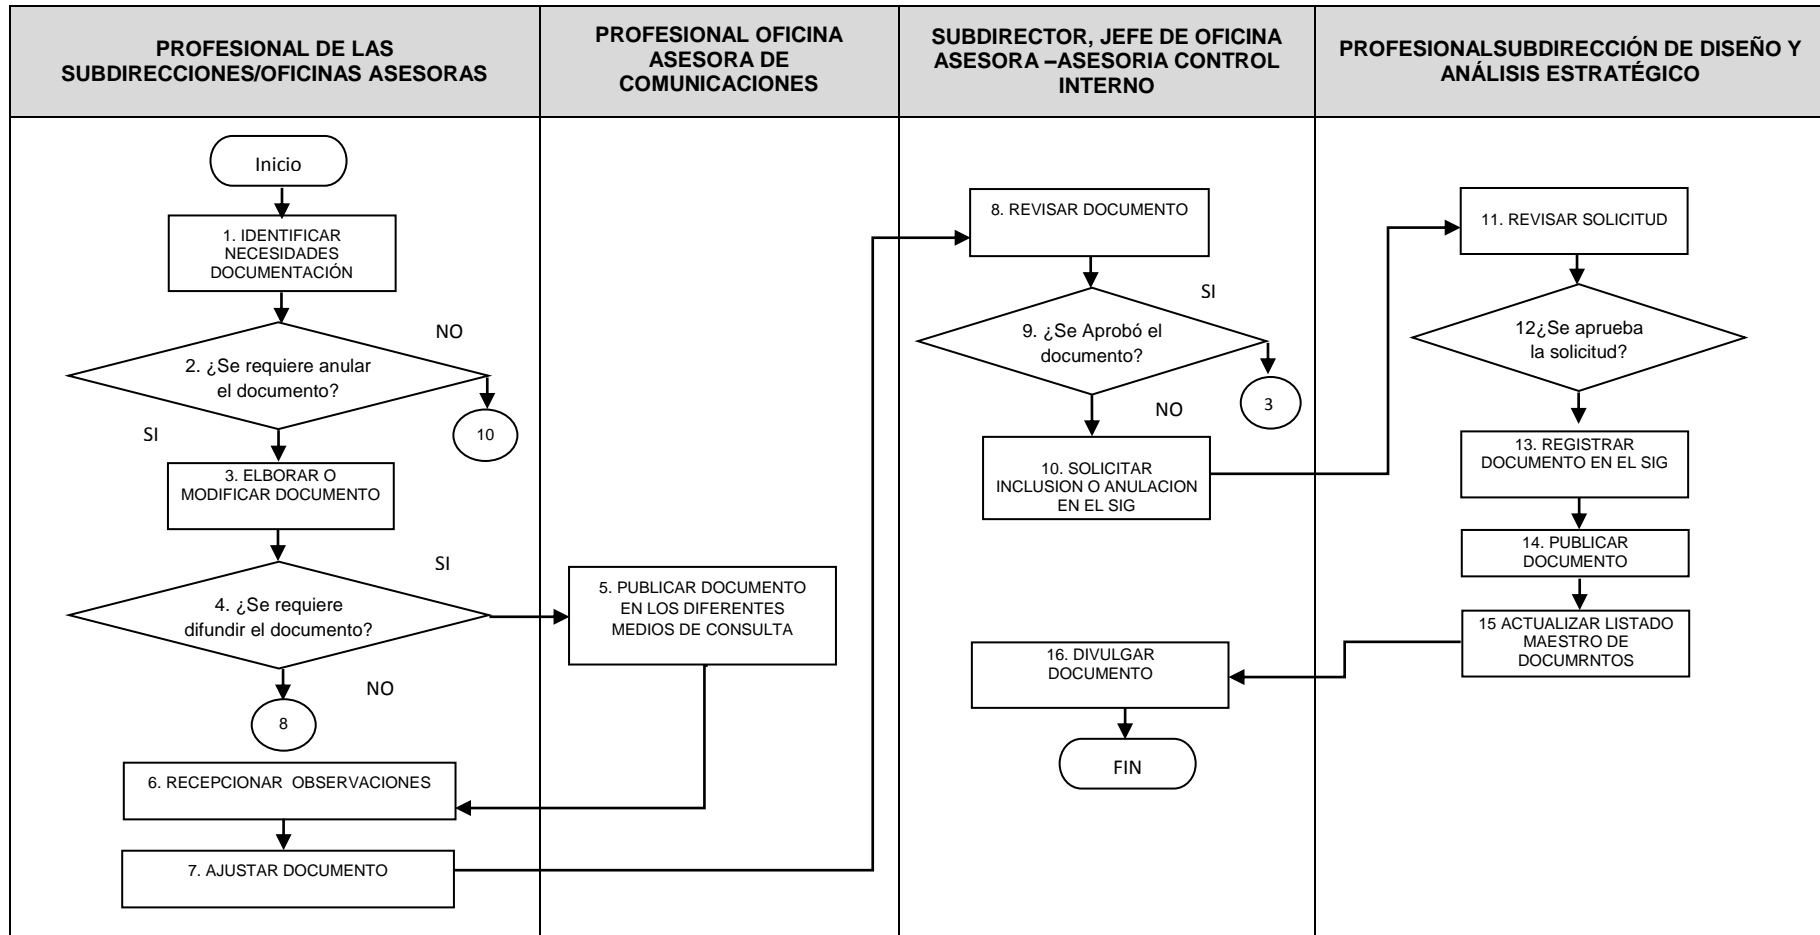 PROFESIONAL DE LAS
SUBDIRECCIONES/OFICINAS ASESORAS
PROFESIONAL OFICINA
ASESORA DE
COMUNICACIONES
SUBDIRECTOR, JEFE DE OFICINA
ASESORA –ASESORIA CONTROL
INTERNO
PROFESIONALSUBDIRECCIÓN DE DISEÑO Y
ANÁLISIS ESTRATÉGICO
Inicio
1. IDENTIFICAR
NECESIDADES
DOCUMENTACIÓN
NO
2. ¿Se requiere anular
el documento?
10
SI
3. ELBORAR O
MODIFICAR DOCUMENTO
SI
4. ¿Se requiere
difundir el documento?
NO
8
6. RECEPCIONAR OBSERVACIONES
7. AJUSTAR DOCUMENTO
5. PUBLICAR DOCUMENTO
EN LOS DIFERENTES
MEDIOS DE CONSULTA
8. REVISAR DOCUMENTO
SI
9. ¿Se Aprobó el
documento?
3
NO
10. SOLICITAR
INCLUSION O ANULACION
EN EL SIG
16. DIVULGAR
DOCUMENTO
FIN
11. REVISAR SOLICITUD
12¿Se aprueba
la solicitud?
13. REGISTRAR
DOCUMENTO EN EL SIG
14. PUBLICAR
DOCUMENTO
15 ACTUALIZAR LISTADO
MAESTRO DE
DOCUMRNTOS